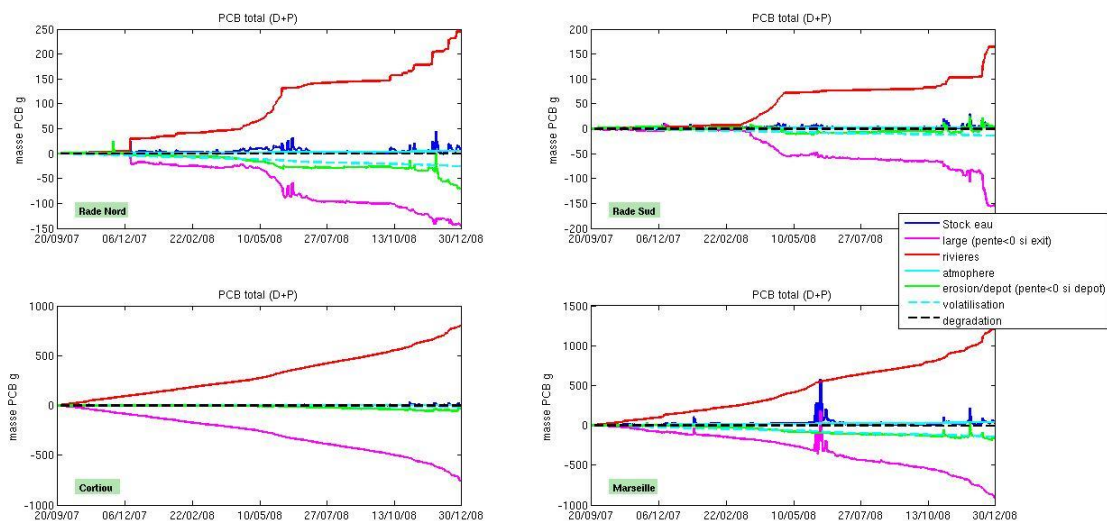 PCB total (D+P)
masse PCB g
250
200
150
100
50
0
-50
-100
-150
Rade Nord
20/09/07 06/12/07 22/02/08 10/05/08 27/07/08 13/10/08 30/12/08
PCB total (D+P)
masse PCB g
200
150
100
50
0
-50
-100
-150
-200
Rade Sud
20/09/07 06/12/07 22/02/08 10/05/08 27/07/08 13/10/08 30/12/08
Stock eau
large (pente<0 si exit)
rivieres
atmophere
erosion/depot (pente<0 si depot)
volatilisation
degradation
PCB total (D+P)
masse PCB g
1000
500
0
-500
-1000
Cortiou
20/09/07 06/12/07 22/02/08 10/05/08 27/07/08 13/10/08 30/12/08
PCB total (D+P)
masse PCB g
1500
1000
500
0
-500
-1000
Marseille
20/09/07 06/12/07 22/02/08 10/05/08 27/07/08 13/10/08 30/12/08